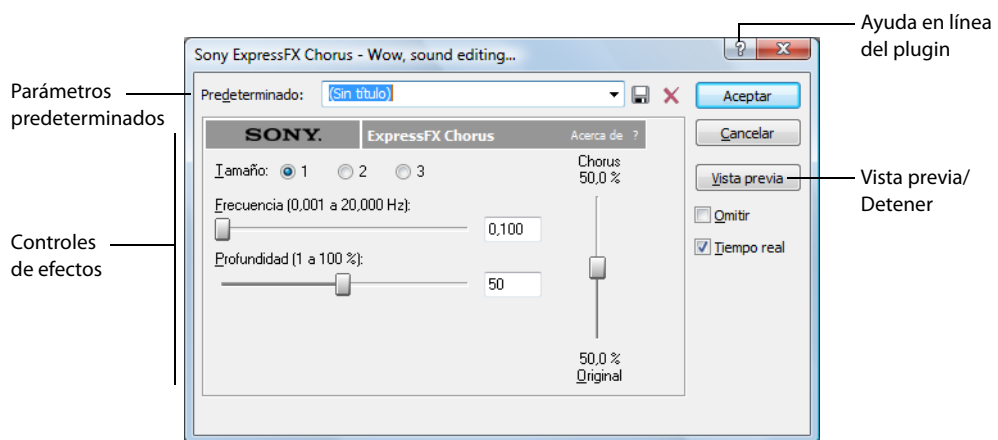 Ayuda en línea
del plugin
Sony ExpressFX Chorus - Wow, sound editing...
?
X
Parámetros
predeterminados
Predeterminado:
(Sin título)
Aceptar
SONY.
ExpressFX Chorus
Acerca de ?
Cancelar
Tamaño: 1 2 3
Chorus
50,0 %
Vista previa
Vista previa/
Detener
Frecuencia (0,001 a 20,000 Hz):
0,100
Omitir
Controles
de efectos
Tiempo real
Profundidad (1 a 100 %):
50
50,0 %
Original